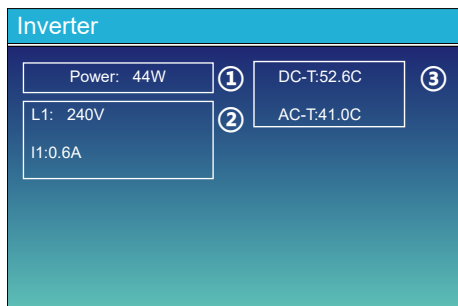 Inverter
Power: 44W
①
L1: 240V
I1:0.6A
②
DC-T:52.6C
AC-T:41.0C
③